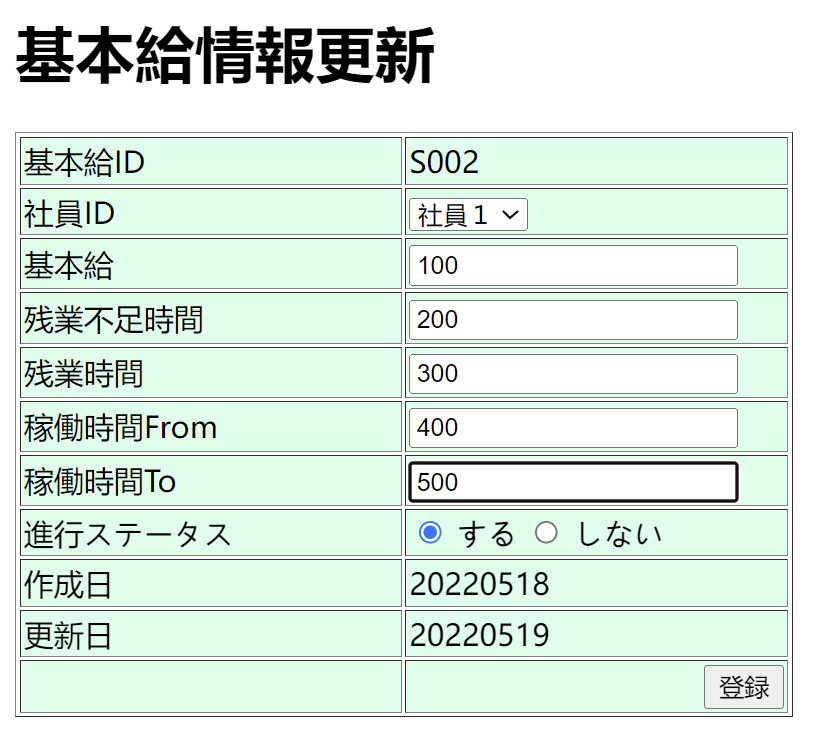 基本給情報更新
基本給ID S002
社員ID 社員１
基本給 100
残業不足時間 200
残業時間 300
稼働時間From 400
稼働時間To 500
進行ステータス する しない
作成日 20220518
更新日 20220519
登録